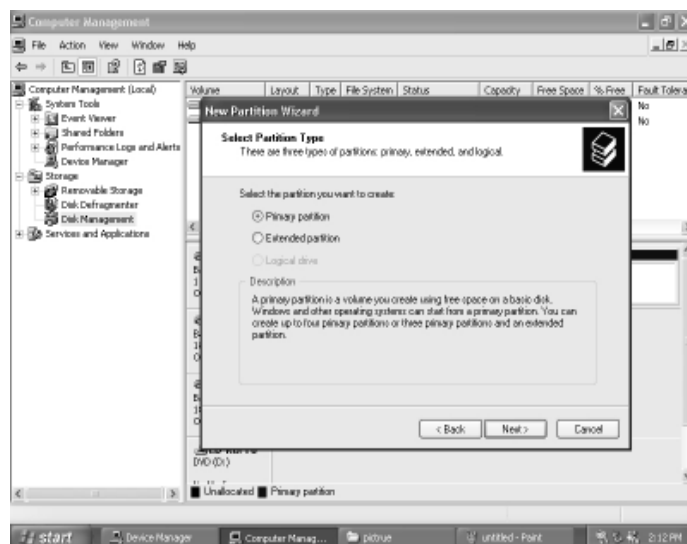 Computer Management
File Action View Window Help
Computer Management (Local)
System Tools
Event Viewer
Shared Folders
Performance Logs and Alerts
Device Manager
Storage
Removable Storage
Disk Defragmenter
Disk Management
Services and Applications
Volume Layout Type File System Status Capacity Free Space % Free Fault Tolera
No
No
New Partition Wizard
Select Partition Type
There are three types of partitions: primary, extended, and logical.
Select the partition you want to create:
Primary partition
Extended partition
Logical drive
Description
A primary partition is a volume you create using free space on a basic disk.
Windows and other operating systems can start from a primary partition. You can
create up to four primary partitions or three primary partitions and an extended
partition.
< Back Next > Cancel
DVD (D:)
Unallocated Primary partition
start Device Manager Computer Manag... pictrue untitled - Paint 2:12 PM